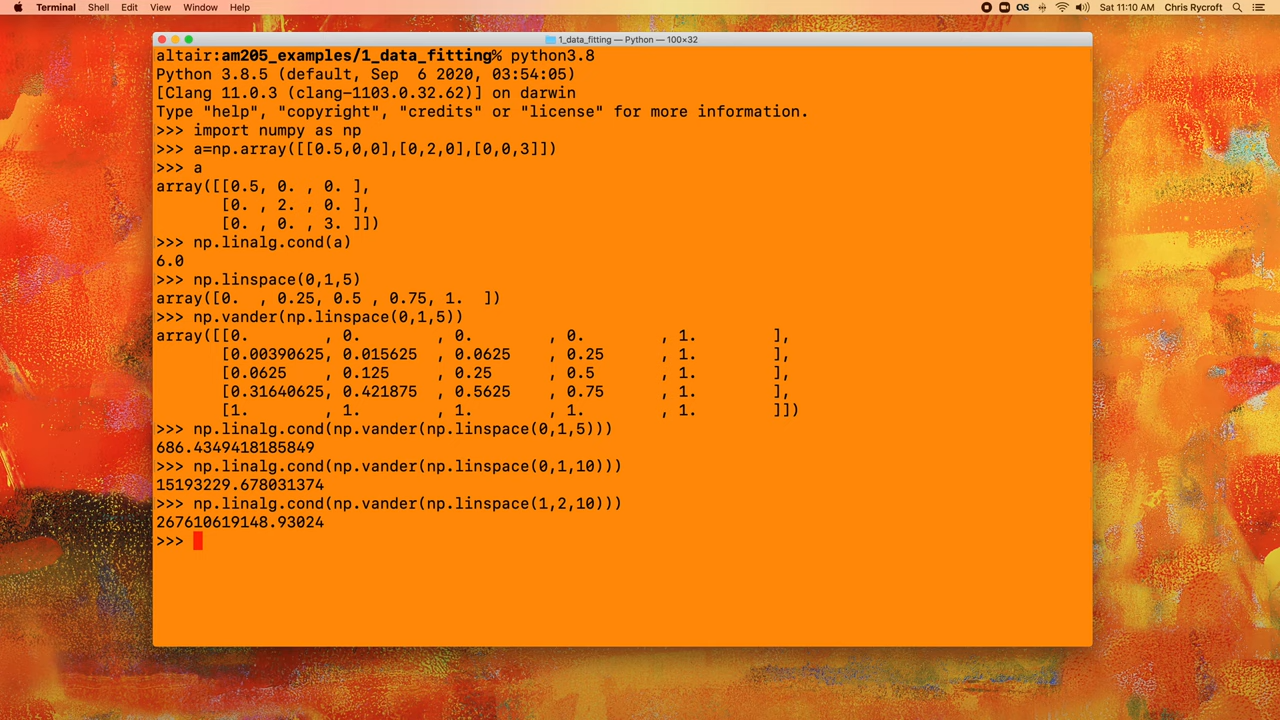 Terminal Shell Edit View Window Help Sat 11:10 AM Chris Rycroft
1_data_fitting — Python — 100×32
altair:am205_examples/1_data_fitting% python3.8
Python 3.8.5 (default, Sep  6 2020, 03:54:05)
[Clang 11.0.3 (clang-1103.0.32.62)] on darwin
Type "help", "copyright", "credits" or "license" for more information.
>>> import numpy as np
>>> a=np.array([[0.5,0,0],[0,2,0],[0,0,3]])
>>> a
array([[0.5, 0. , 0. ],
       [0. , 2. , 0. ],
       [0. , 0. , 3. ]])
>>> np.linalg.cond(a)
6.0
>>> np.linspace(0,1,5)
array([0.  , 0.25, 0.5 , 0.75, 1.  ])
>>> np.vander(np.linspace(0,1,5))
array([[0.        , 0.        , 0.        , 0.        , 1.        ],
       [0.00390625, 0.015625  , 0.0625    , 0.25      , 1.        ],
       [0.0625    , 0.125     , 0.25      , 0.5       , 1.        ],
       [0.31640625, 0.421875  , 0.5625    , 0.75      , 1.        ],
       [1.        , 1.        , 1.        , 1.        , 1.        ]])
>>> np.linalg.cond(np.vander(np.linspace(0,1,5)))
686.4349418185849
>>> np.linalg.cond(np.vander(np.linspace(0,1,10)))
15193229.678031374
>>> np.linalg.cond(np.vander(np.linspace(1,2,10)))
267610619148.93024
>>>